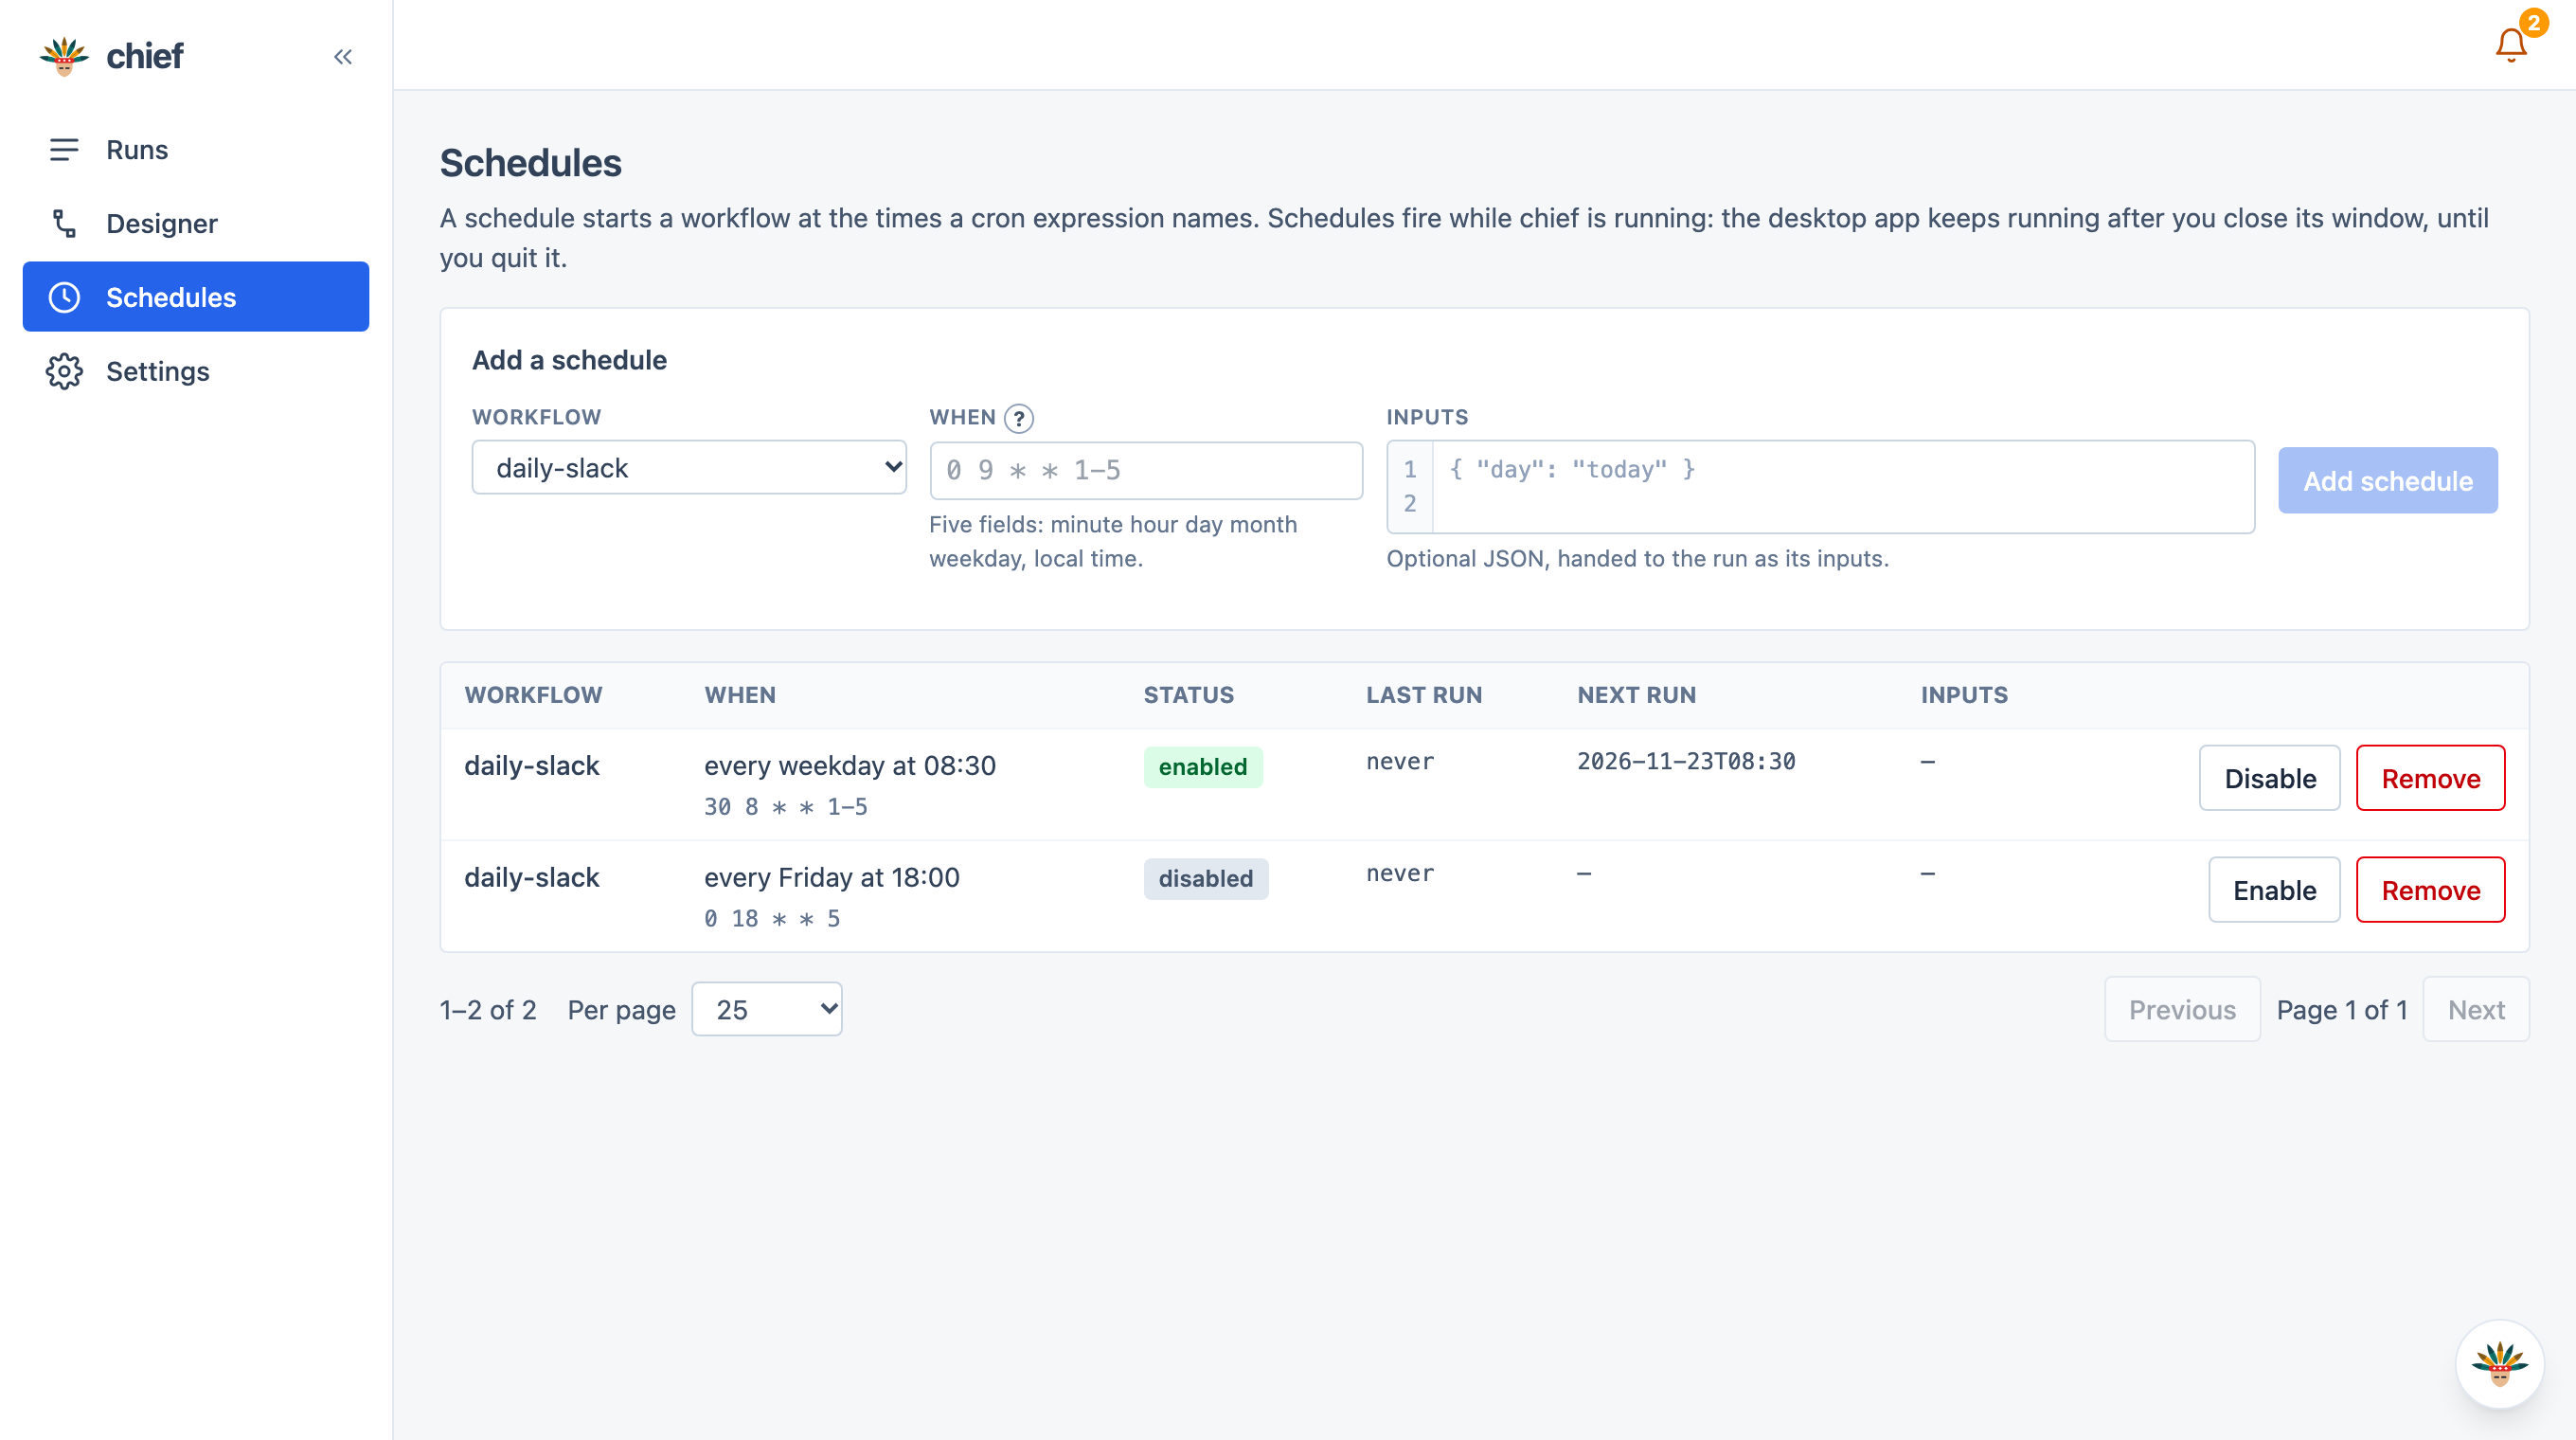 chief
2
Runs
Designer
Schedules
Settings
Schedules
A schedule starts a workflow at the times a cron expression names. Schedules fire while chief is running: the desktop app keeps running after you close its window, until
you quit it.
Add a schedule
WORKFLOW
daily-slack
WHEN ?
0 9 * * 1-5
Five fields: minute hour day month
weekday, local time.
INPUTS
1 { "day": "today" }
2
Optional JSON, handed to the run as its inputs.
Add schedule
WORKFLOW WHEN STATUS LAST RUN NEXT RUN INPUTS
daily-slack every weekday at 08:30 enabled never 2026-11-23T08:30 – Disable Remove
30 8 * * 1-5
daily-slack every Friday at 18:00 disabled never – – Enable Remove
0 18 * * 5
1–2 of 2 Per page 25 Previous Page 1 of 1 Next